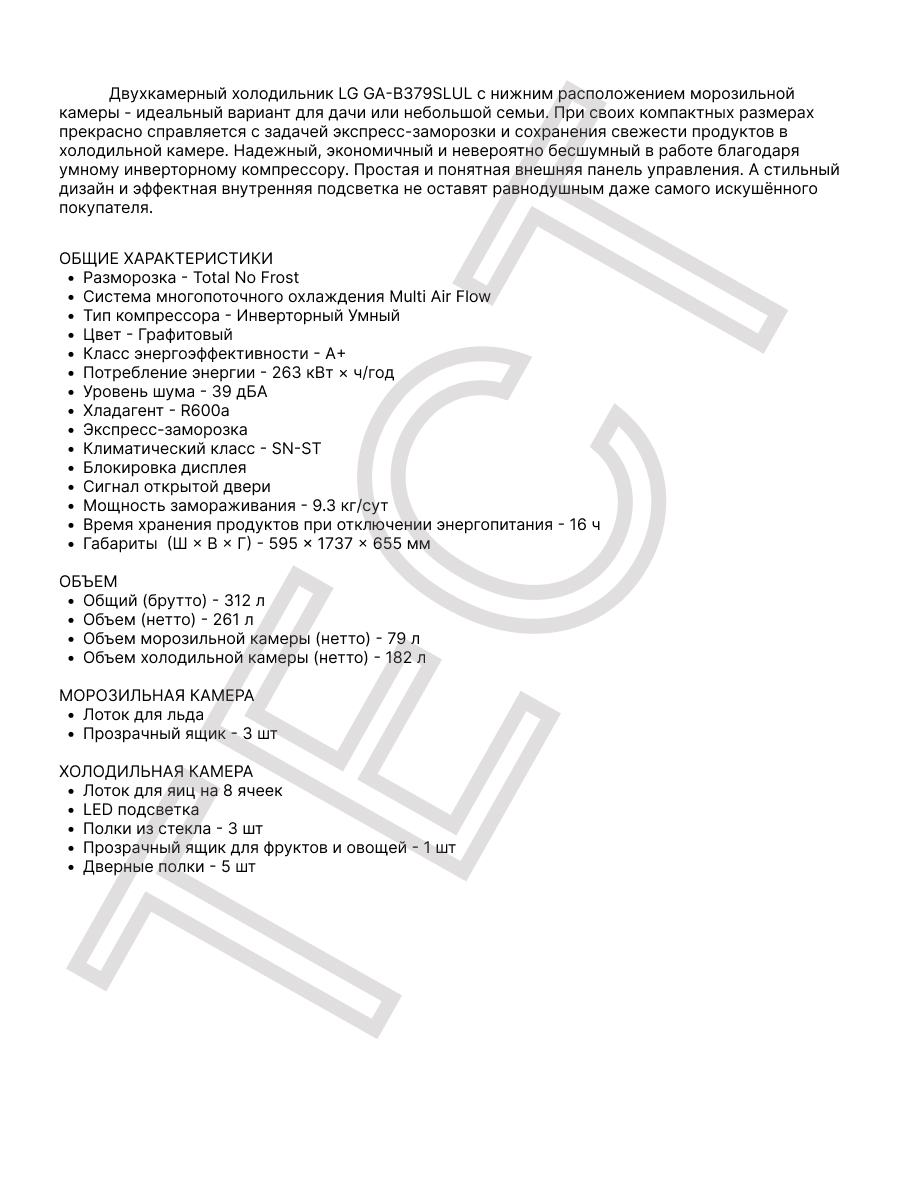 Двухкамерный холодильник LG GA-B379SLUL с нижним расположением морозильной
камеры - идеальный вариант для дачи или небольшой семьи. При своих компактных размерах
прекрасно справляется с задачей экспресс-заморозки и сохранения свежести продуктов в
холодильной камере. Надежный, экономичный и невероятно бесшумный в работе благодаря
умному инверторному компрессору. Простая и понятная внешняя панель управления. А стильный
дизайн и эффектная внутренняя подсветка не оставят равнодушным даже самого искушённого
покупателя.
ОБЩИЕ ХАРАКТЕРИСТИКИ
• Разморозка - Total No Frost
• Система многопоточного охлаждения Multi Air Flow
• Тип компрессора - Инверторный Умный
• Цвет - Графитовый
• Класс энергоэффективности - A+
• Потребление энергии - 263 кВт × ч/год
• Уровень шума - 39 дБА
• Хладагент - R600a
• Экспресс-заморозка
• Климатический класс - SN-ST
• Блокировка дисплея
• Сигнал открытой двери
• Мощность замораживания - 9.3 кг/сут
• Время хранения продуктов при отключении энергопитания - 16 ч
• Габариты  (Ш × В × Г) - 595 × 1737 × 655 мм
ОБЪЕМ
• Общий (брутто) - 312 л
• Объем (нетто) - 261 л
• Объем морозильной камеры (нетто) - 79 л
• Объем холодильной камеры (нетто) - 182 л
МОРОЗИЛЬНАЯ КАМЕРА
• Лоток для льда
• Прозрачный ящик - 3 шт
ХОЛОДИЛЬНАЯ КАМЕРА
• Лоток для яиц на 8 ячеек
• LED подсветка
• Полки из стекла - 3 шт
• Прозрачный ящик для фруктов и овощей - 1 шт
• Дверные полки - 5 шт
ТЕСТ